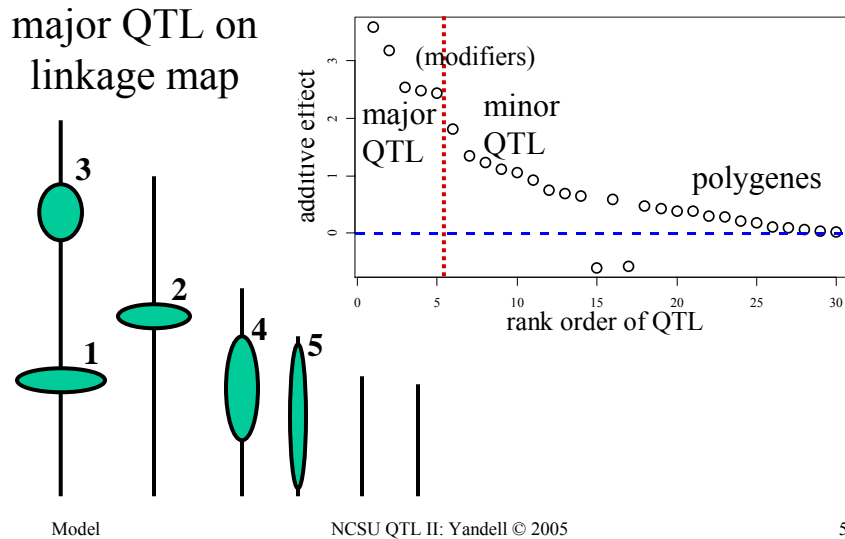 major QTL on
linkage map
3
2
1
4
5
additive effect
3
2
1
0
(modifiers)
major
QTL
minor
QTL
polygenes
0 5 10 15 20 25 30
rank order of QTL
Model NCSU QTL II: Yandell © 2005 5